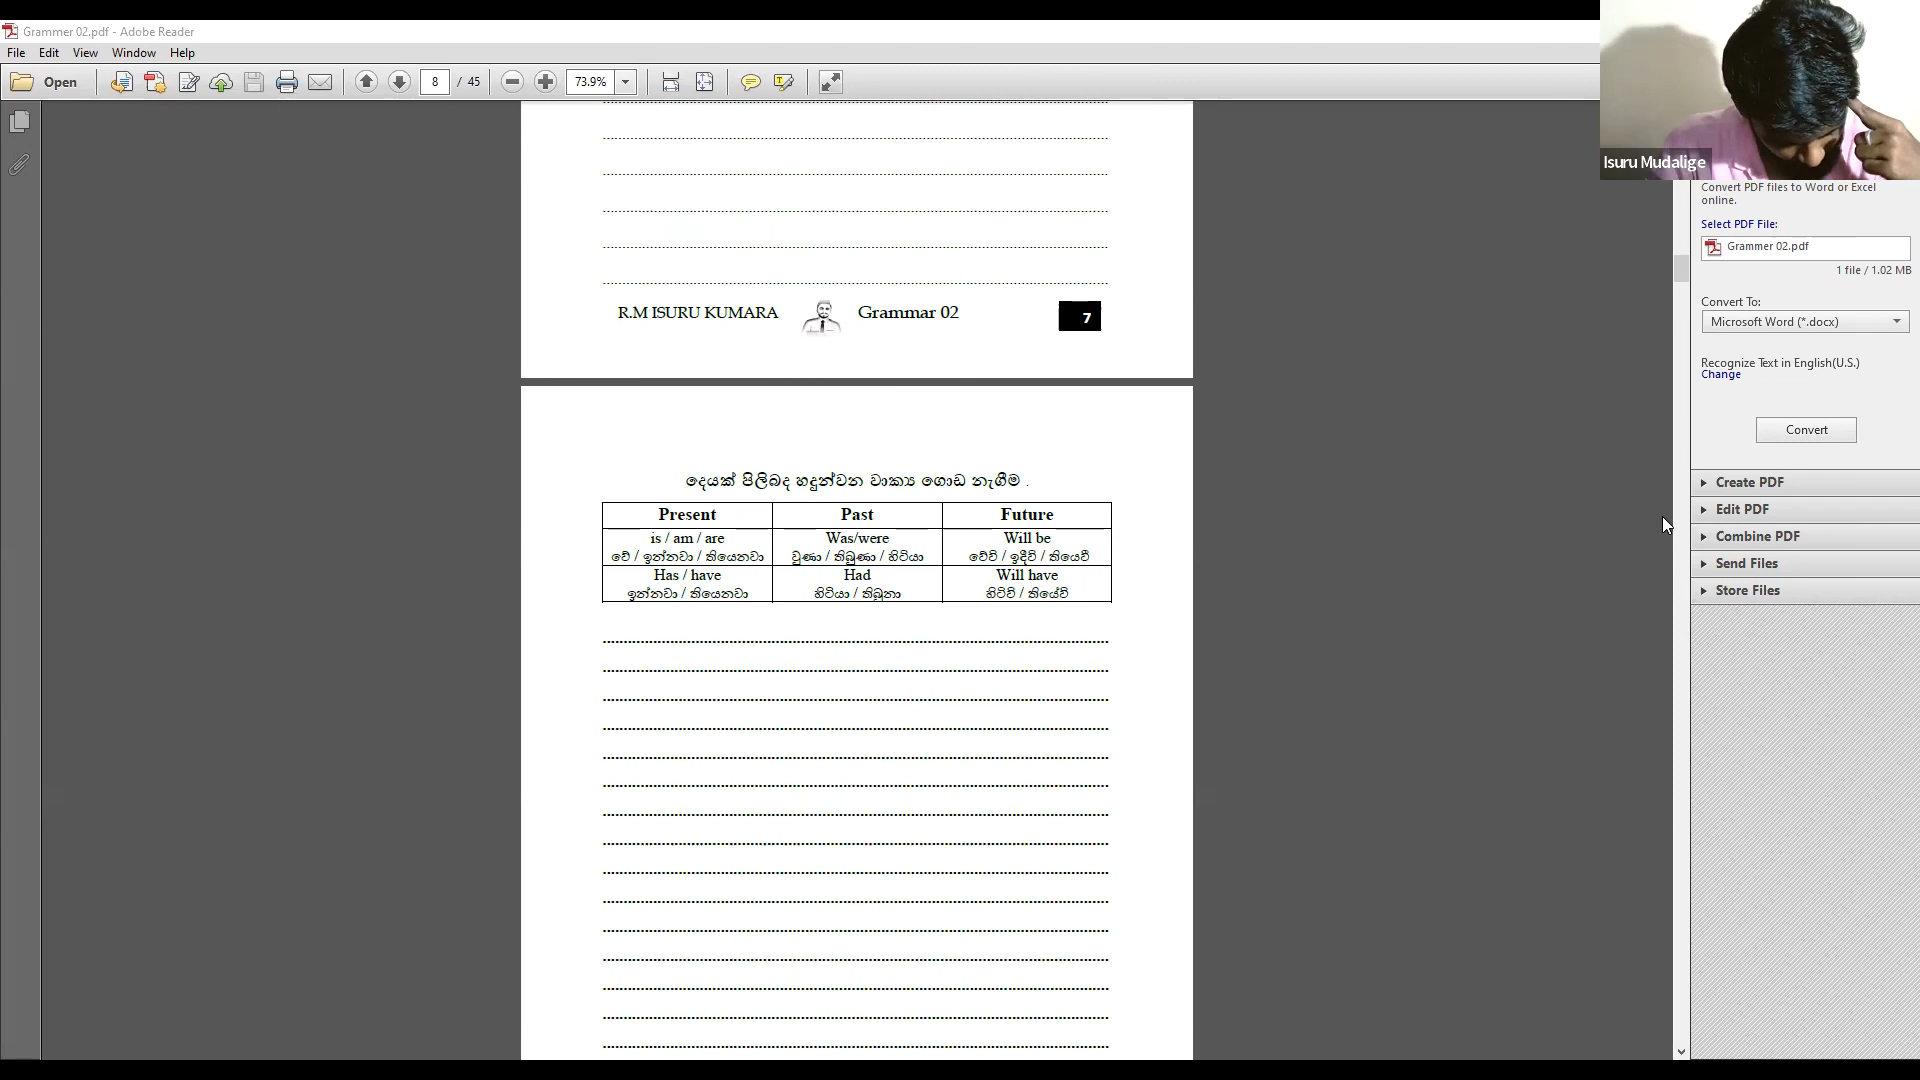 Grammer 02.pdf - Adobe Reader
File Edit View Window Help
Open 8 / 45 73.9%
Isuru Mudalige
Convert PDF files to Word or Excel
online.
Select PDF File:
Grammer 02.pdf
1 file / 1.02 MB
Convert To:
Microsoft Word (*.docx)
Recognize Text in English(U.S.)
Change
Convert
Create PDF
Edit PDF
Combine PDF
Send Files
Store Files
R.M ISURU KUMARA Grammar 02 7
දෙයක් පිලිබද හදුන්වන වාක්‍ය ගොඩ නැගීම .
Present Past Future
is / am / are Was/were Will be
වේ / ඉන්නවා / තියෙනවා වුණා / තිබුණා / හිටියා වේවි / ඉදීවි / තියෙවී
Has / have Had Will have
ඉන්නවා / තියෙනවා හිටියා / තිබුනා හිටිවි / තියේවි